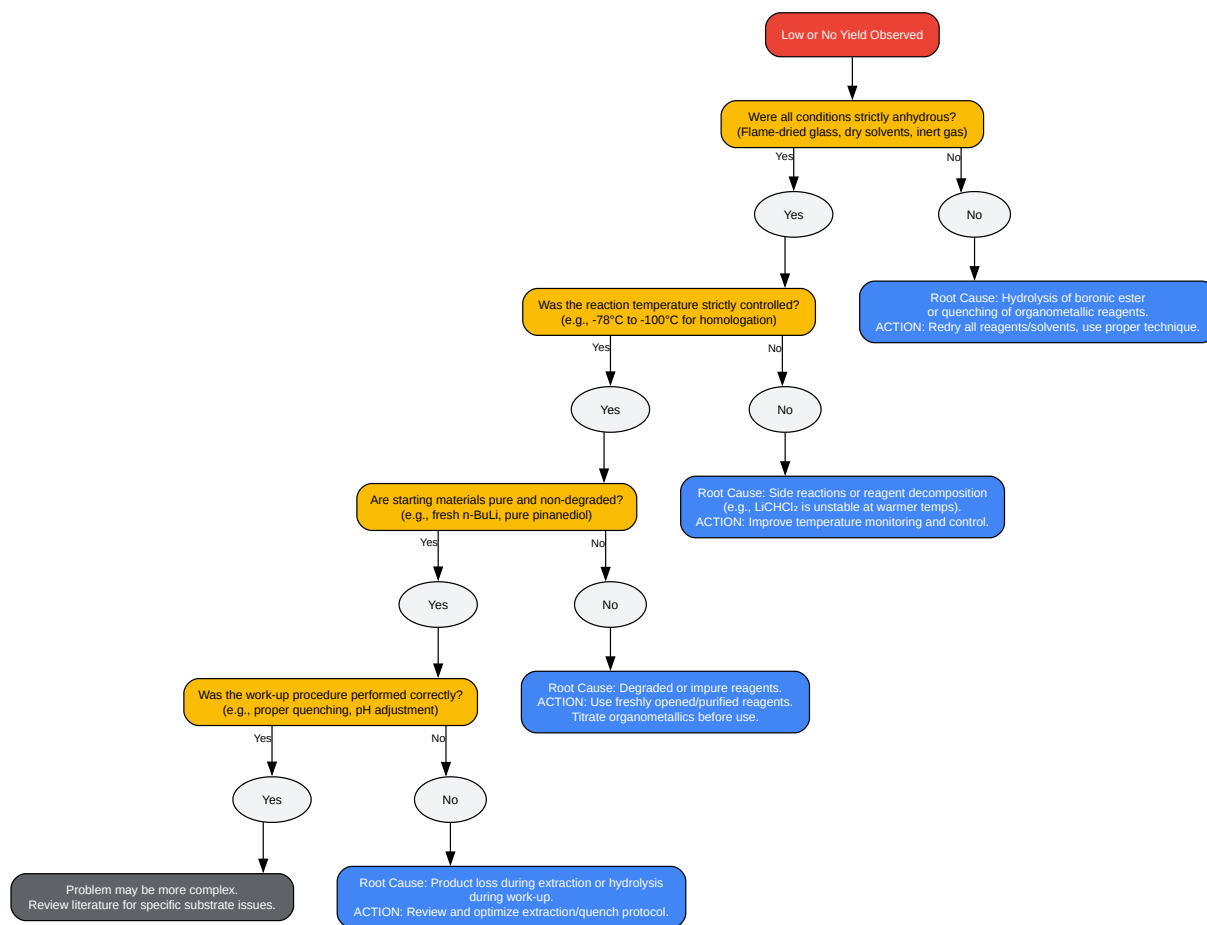 Low or No Yield Observed
Were all conditions strictly anhydrous?
(Flame-dried glass, dry solvents, inert gas)
Yes
No
Yes
No
Root Cause: Hydrolysis of boronic ester
or quenching of organometallic reagents.
ACTION: Redry all reagents/solvents, use proper technique.
Was the reaction temperature strictly controlled?
(e.g., -78°C to -100°C for homologation)
Yes
No
Yes
No
Root Cause: Side reactions or reagent decomposition
(e.g., LiCHCl₂ is unstable at warmer temps).
ACTION: Improve temperature monitoring and control.
Are starting materials pure and non-degraded?
(e.g., fresh n-BuLi, pure pinanediol)
Yes
No
Yes
No
Root Cause: Degraded or impure reagents.
ACTION: Use freshly opened/purified reagents.
Titrate organometallics before use.
Was the work-up procedure performed correctly?
(e.g., proper quenching, pH adjustment)
Yes
No
Yes
No
Problem may be more complex.
Review literature for specific substrate issues.
Root Cause: Product loss during extraction or hydrolysis
during work-up.
ACTION: Review and optimize extraction/quench protocol.